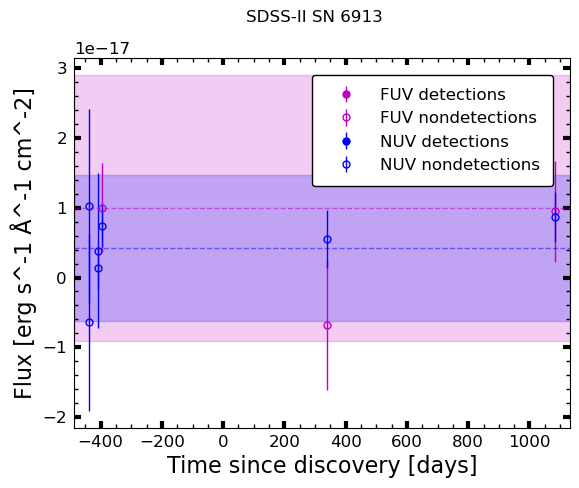 SDSS-II SN 6913
1e−17
3
2
1
0
−1
−2
Flux [erg s^-1 Å^-1 cm^-2]
FUV detections
FUV nondetections
NUV detections
NUV nondetections
−400 −200 0 200 400 600 800 1000
Time since discovery [days]